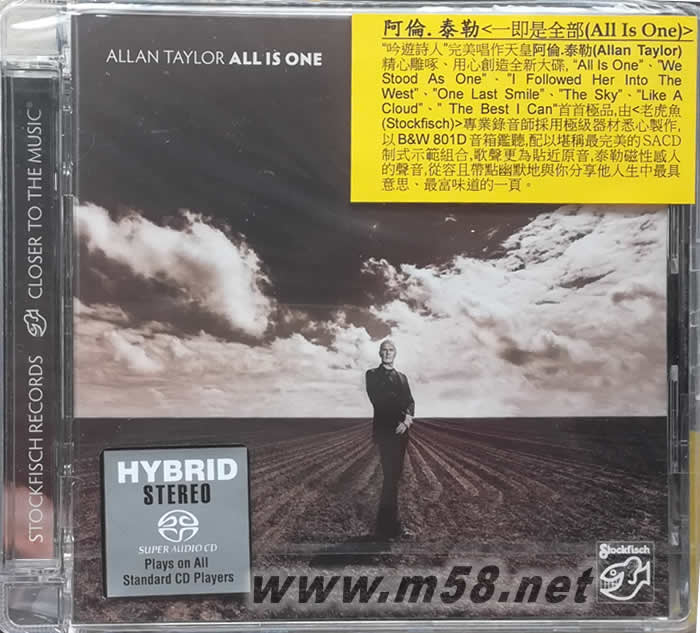 ALLAN TAYLOR ALL IS ONE
阿倫.泰勒<一即是全部(All Is One)>
“吟遊詩人”完美唱作天皇阿倫.泰勒(Allan Taylor)
精心雕啄、用心創造全新大碟, “All Is One”、"We
Stood As One"、"I Followed Her Into The
West"、"One Last Smile"、"The Sky"、"Like A
Cloud"、" The Best I Can"首首極品,由<老虎魚
(Stockfisch)>專業錄音師採用極級器材悉心製作,
以B&W 801D音箱鑑聽,配以堪稱最完美的SACD
制式示範組合,歌聲更為貼近原音,泰勒磁性感人
的聲音,從容且帶點幽默地與你分享他人生中最具
意思、最富味道的一頁。
STOCKFISCH RECORDS CLOSER TO THE MUSIC®
HYBRID
STEREO
SUPER AUDIO CD
Plays on All
Standard CD Players
Stockfisch
www.m58.net